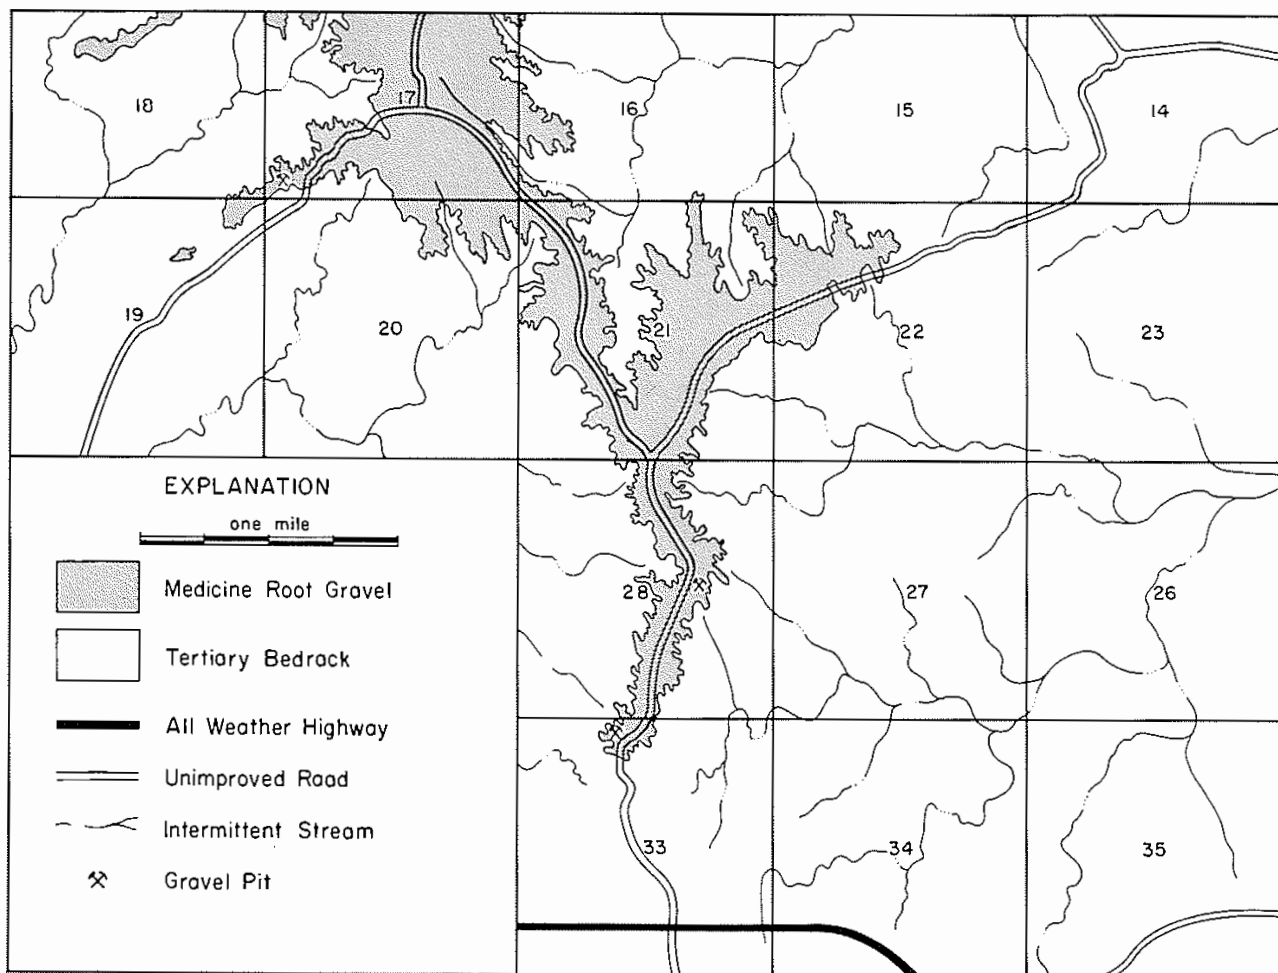 18
17
16
15
14
19
20
21
22
23
EXPLANATION
one mile
Medicine Root Gravel
Tertiary Bedrock
All Weather Highway
Unimproved Road
Intermittent Stream
Gravel Pit
28
27
26
33
34
35